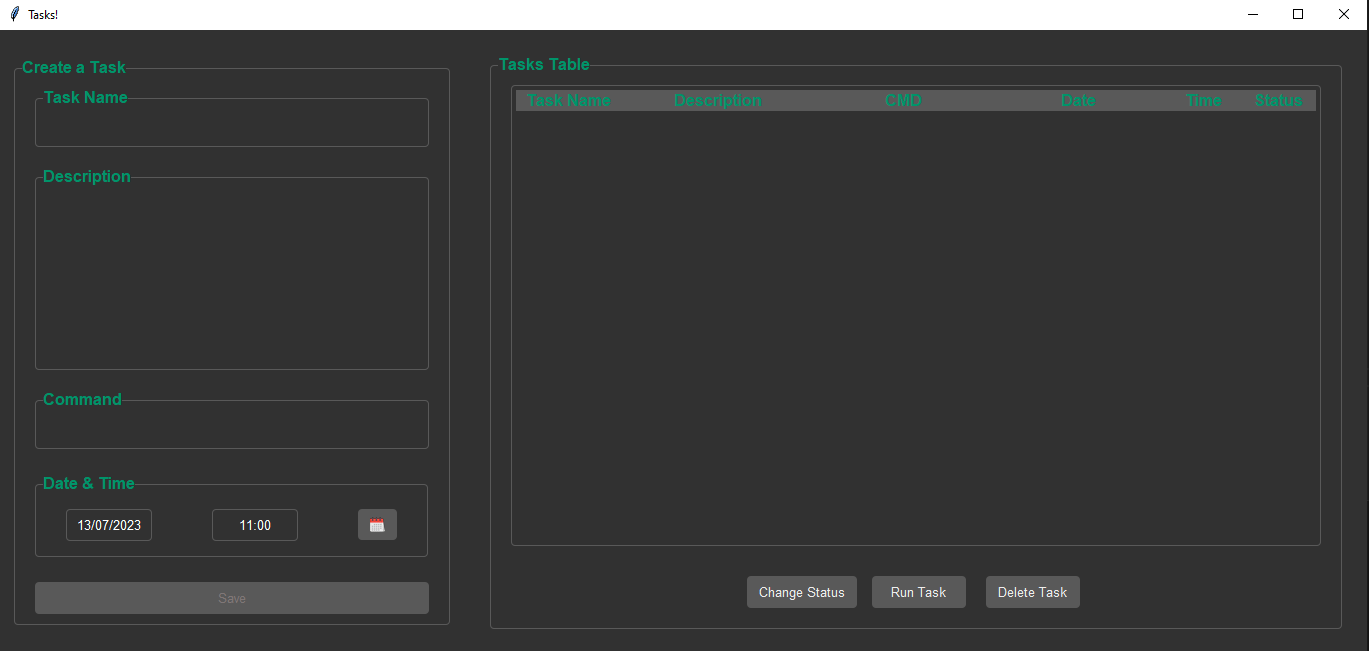 Tasks!
Create a Task
Task Name
Description
Command
Date & Time
13/07/2023 11:00
Save
Tasks Table
Task Name Description CMD Date Time Status
Change Status Run Task Delete Task